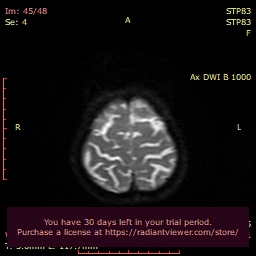 Im: 45/48
Se: 4
A
STP83
STP83
F
Ax DWI B 1000
R
L
You have 30 days left in your trial period.
Purchase a license at https://radiantviewer.com/store/